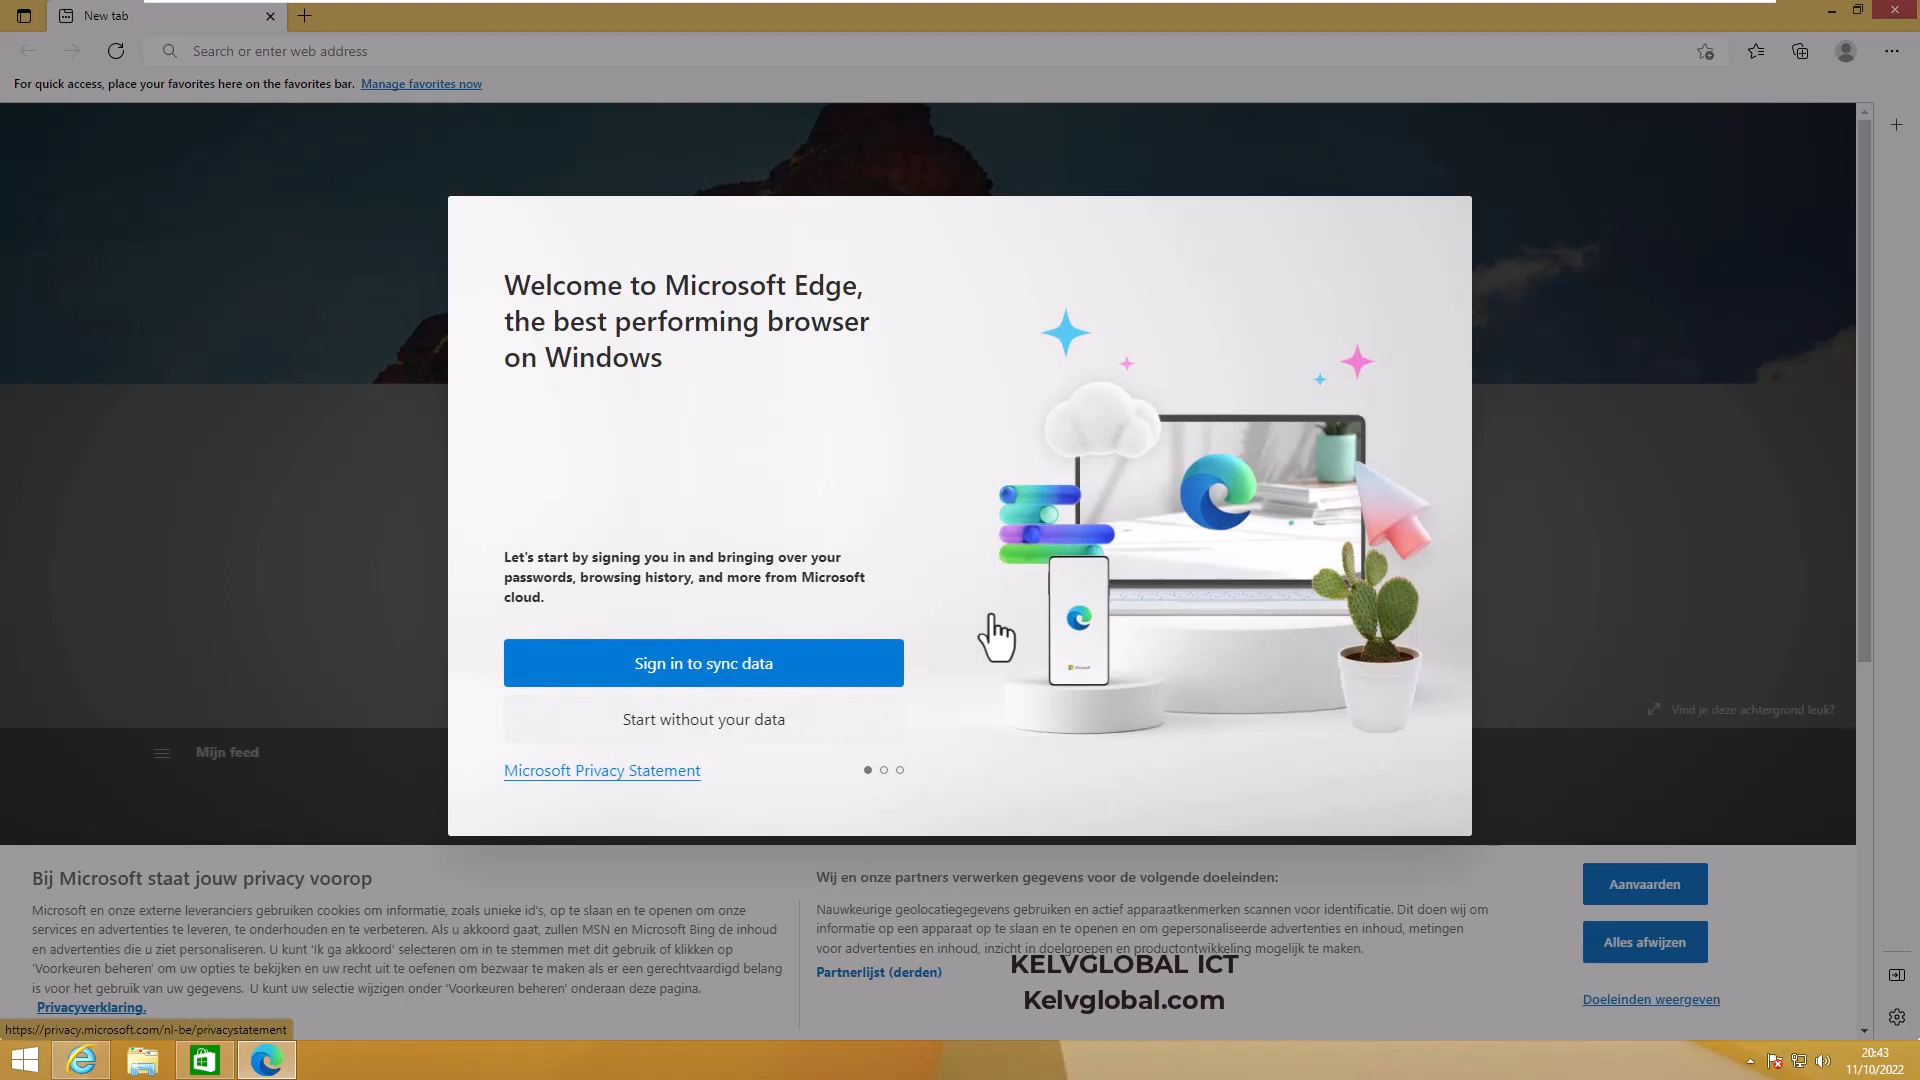 New tab
Search or enter web address
For quick access, place your favorites here on the favorites bar. Manage favorites now
Welcome to Microsoft Edge,
the best performing browser
on Windows
Let's start by signing you in and bringing over your
passwords, browsing history, and more from Microsoft
cloud.
Sign in to sync data
Start without your data
Microsoft Privacy Statement
Microsoft
Vind je deze achtergrond leuk?
Mijn feed
Bij Microsoft staat jouw privacy voorop
Microsoft en onze externe leveranciers gebruiken cookies om informatie, zoals unieke id's, op te slaan en te openen om onze
services en advertenties te leveren, te onderhouden en te verbeteren. Als u akkoord gaat, zullen MSN en Microsoft Bing de inhoud
en advertenties die u ziet personaliseren. U kunt 'Ik ga akkoord' selecteren om in te stemmen met dit gebruik of klikken op
'Voorkeuren beheren' om uw opties te bekijken en uw recht uit te oefenen om bezwaar te maken als er een gerechtvaardigd belang
is voor het gebruik van uw gegevens. U kunt uw selectie wijzigen onder 'Voorkeuren beheren' onderaan deze pagina.
Privacyverklaring.
Wij en onze partners verwerken gegevens voor de volgende doeleinden:
Nauwkeurige geolocatiegegevens gebruiken en actief apparaatkenmerken scannen voor identificatie. Dit doen wij om
informatie op een apparaat op te slaan en te openen en om gepersonaliseerde advertenties en inhoud, metingen
voor advertenties en inhoud, inzicht in doelgroepen en productontwikkeling mogelijk te maken.
Partnerlijst (derden)
KELVGLOBAL ICT
Kelvglobal.com
Aanvaarden
Alles afwijzen
Doeleinden weergeven
https://privacy.microsoft.com/nl-be/privacystatement
20:43
11/10/2022